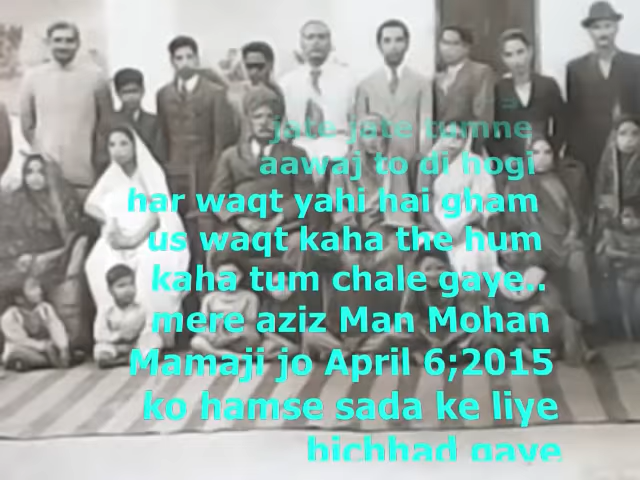 jate jate tumne
aawaj to di hogi
har waqt yahi hai gham
us waqt kaha the hum
kaha tum chale gaye..
mere aziz Man Mohan
Mamaji jo April 6;2015
ko hamse sada ke liye
bichhad gaye